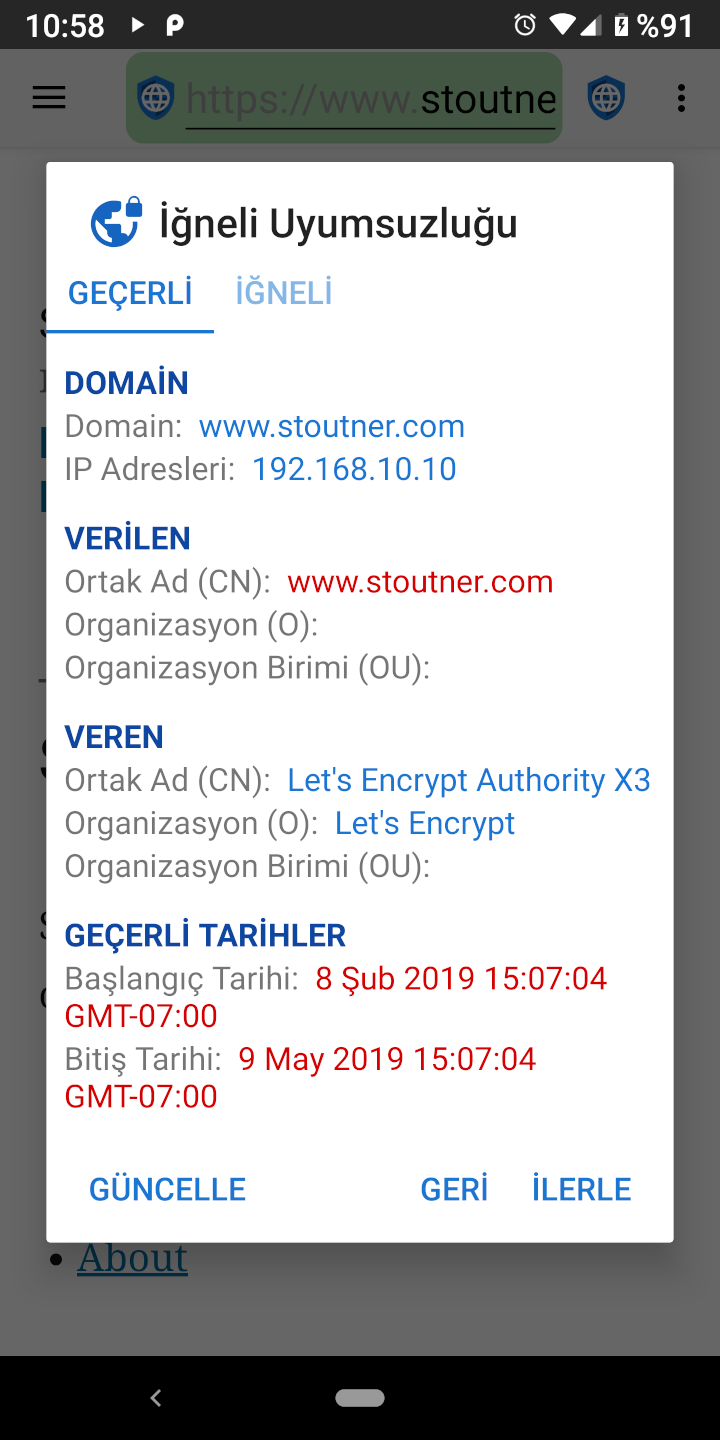 10:58
%91
https://www.stoutne
İğneli Uyumsuzluğu
GEÇERLİ İĞNELİ
DOMAİN
Domain: www.stoutner.com
IP Adresleri: 192.168.10.10
VERİLEN
Ortak Ad (CN): www.stoutner.com
Organizasyon (O):
Organizasyon Birimi (OU):
VEREN
Ortak Ad (CN): Let's Encrypt Authority X3
Organizasyon (O): Let's Encrypt
Organizasyon Birimi (OU):
GEÇERLİ TARİHLER
Başlangıç Tarihi: 8 Şub 2019 15:07:04
GMT-07:00
Bitiş Tarihi: 9 May 2019 15:07:04
GMT-07:00
GÜNCELLE GERİ İLERLE
About